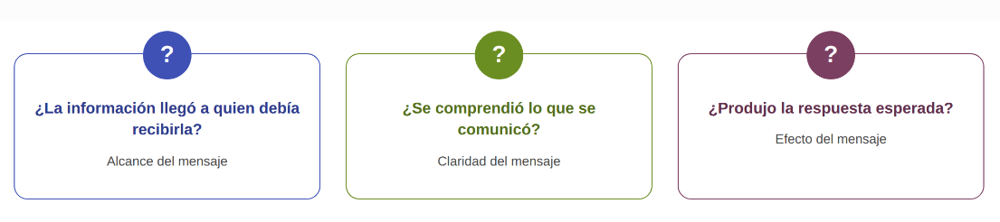 ?
¿La información llegó a quien debía
recibirla?
Alcance del mensaje
?
¿Se comprendió lo que se
comunicó?
Claridad del mensaje
?
¿Produjo la respuesta esperada?
Efecto del mensaje